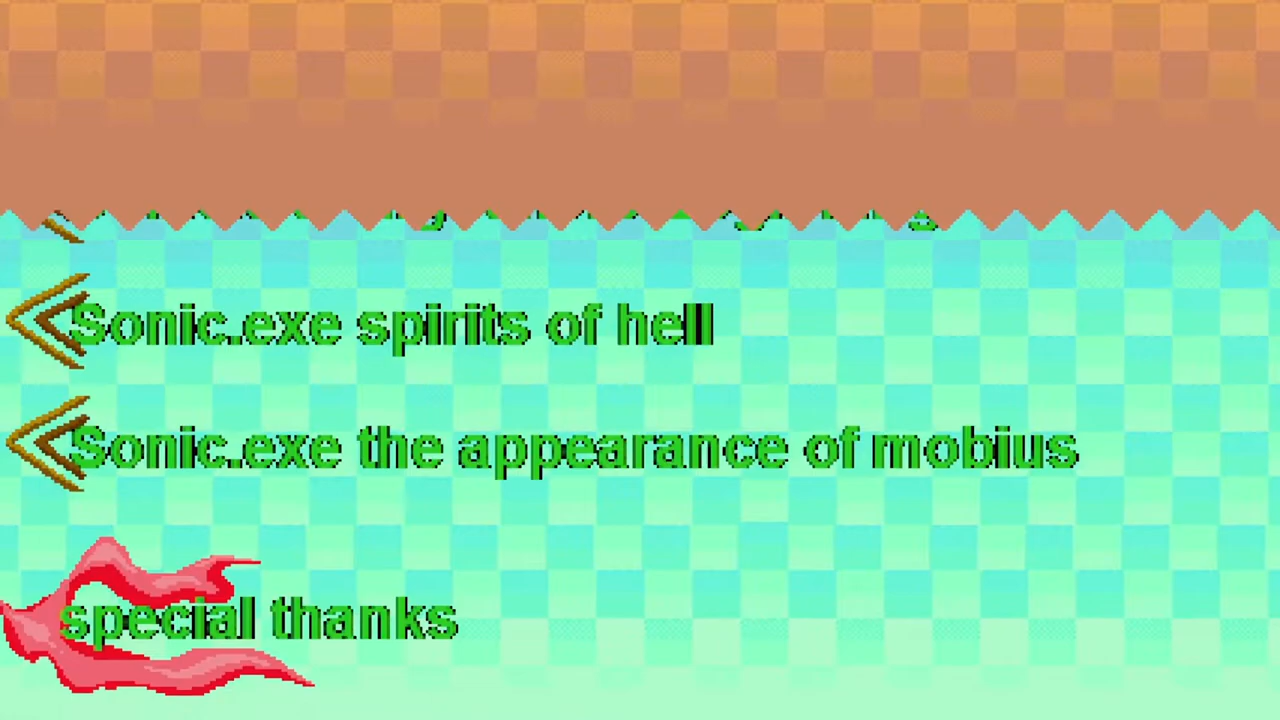 Sonic.exe spirits of hell
Sonic.exe the appearance of mobius
special thanks